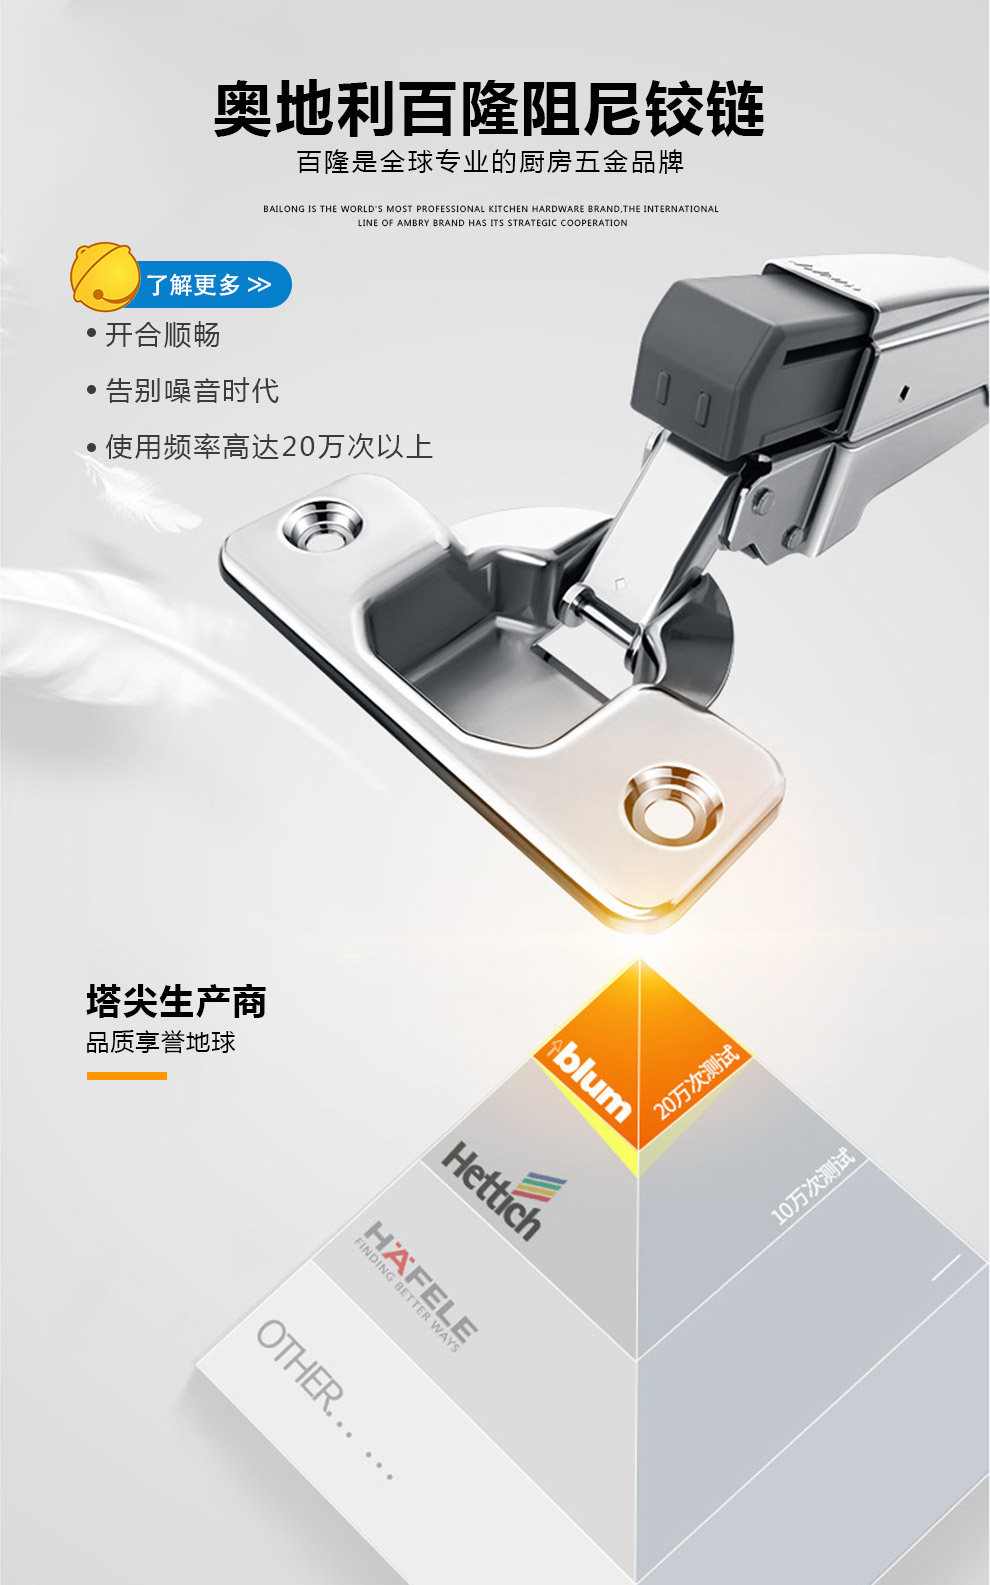 奥地利百隆阻尼铰链
百隆是全球专业的厨房五金品牌
BAILONG IS THE WORLD'S MOST PROFESSIONAL KITCHEN HARDWARE BRAND,THE INTERNATIONAL
LINE OF AMBRY BRAND HAS ITS STRATEGIC COOPERATION
了解更多 >>
• 开合顺畅
• 告别噪音时代
• 使用频率高达20万次以上
塔尖生产商
品质享誉地球
blum
20万次测试
Hettich
10万次测试
HÄFELE
FINDING BETTER WAYS
OTHER... ...